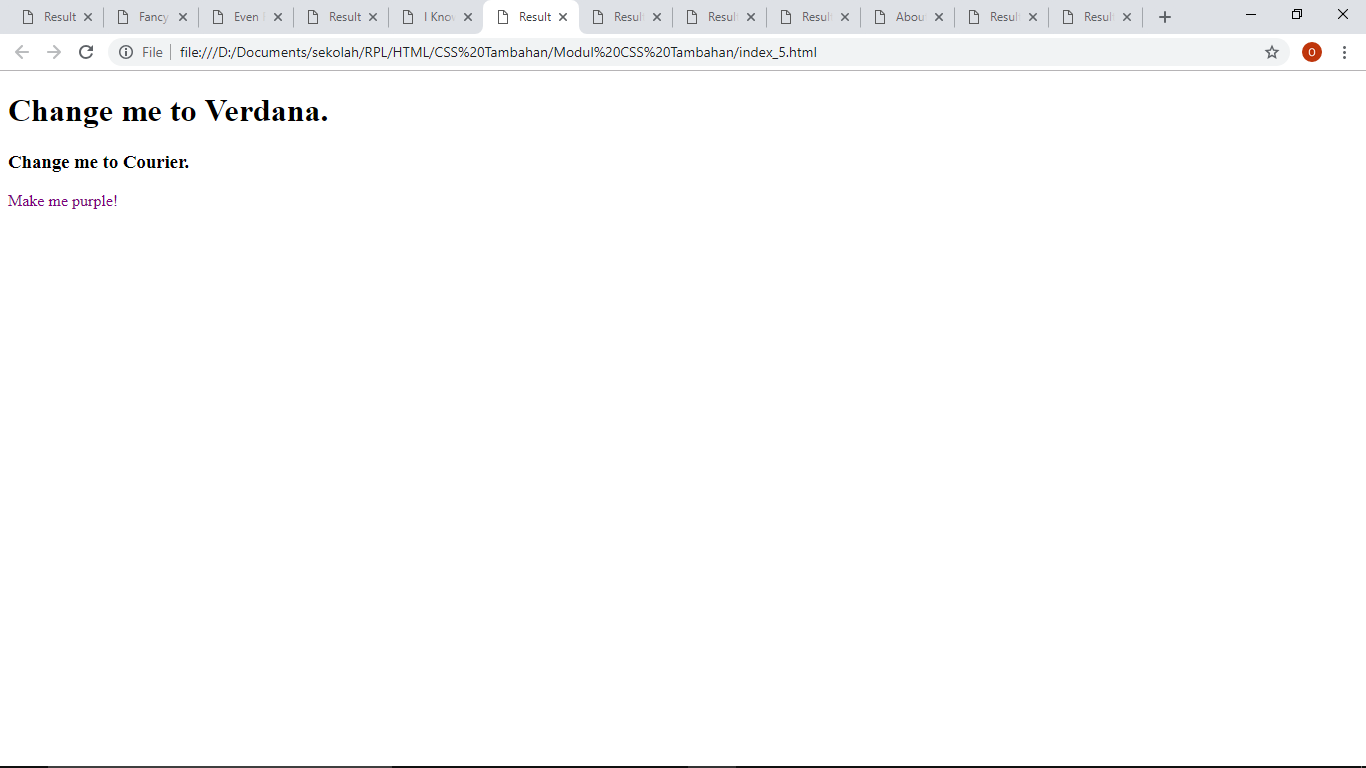 Result Fancy Even Result I Know Result Result Result Result About Result Result
File file:///D:/Documents/sekolah/RPL/HTML/CSS%20Tambahan/Modul%20CSS%20Tambahan/index_5.html O
Change me to Verdana.
Change me to Courier.
Make me purple!